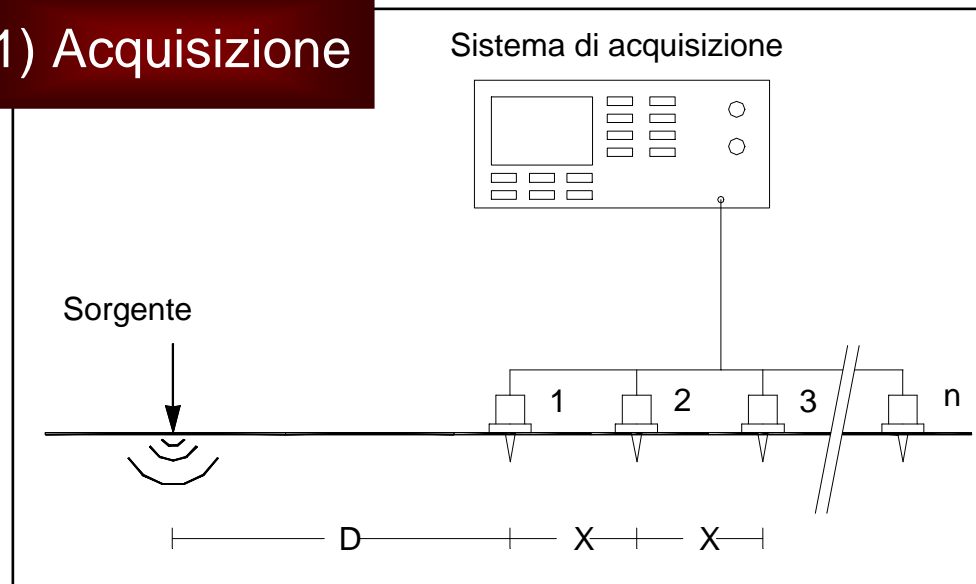 1) Acquisizione
Sistema di acquisizione
Sorgente
1 2 3 n
D X X